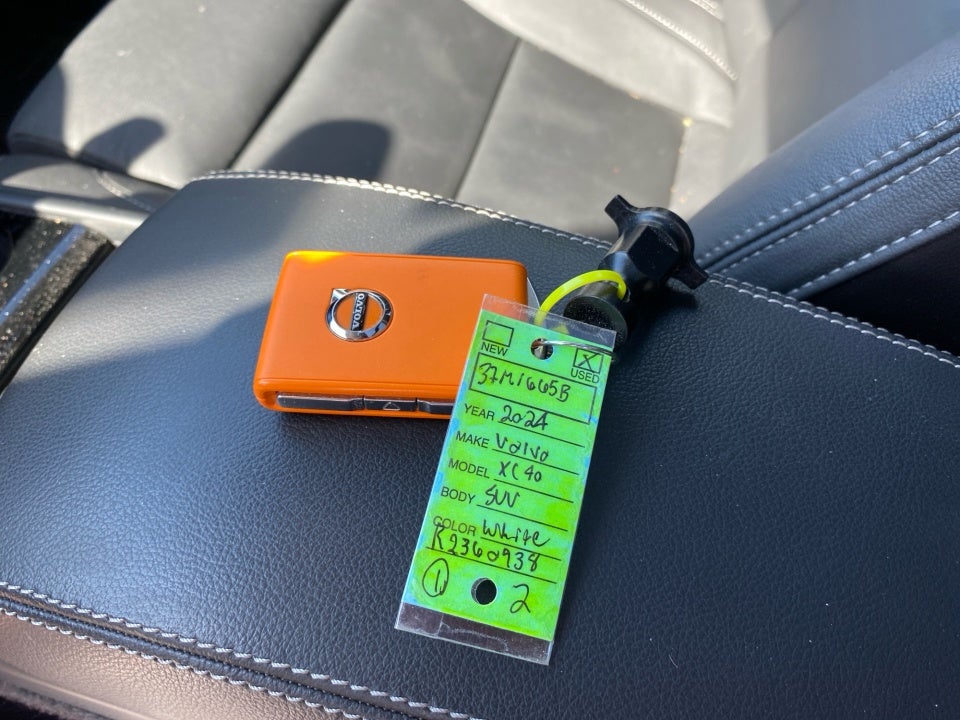 VOLVO
NEW X USED
37M1665B
YEAR 2024
MAKE Volvo
MODEL XC40
BODY SUV
COLOR White
R2360938
1 2